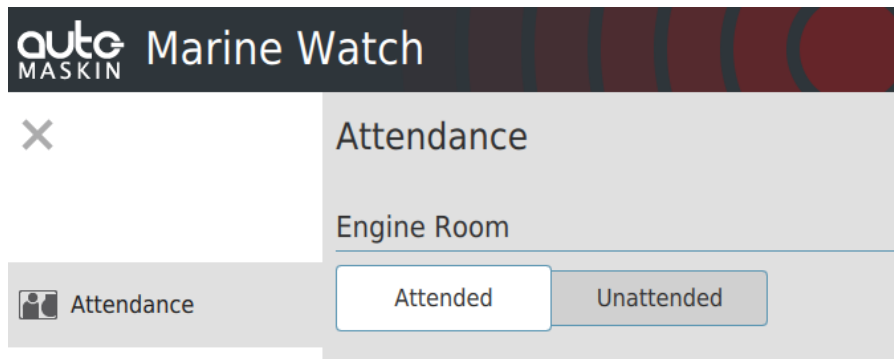 auto
MASKIN
Marine Watch
Attendance
Engine Room
Attendance
Attended
Unattended